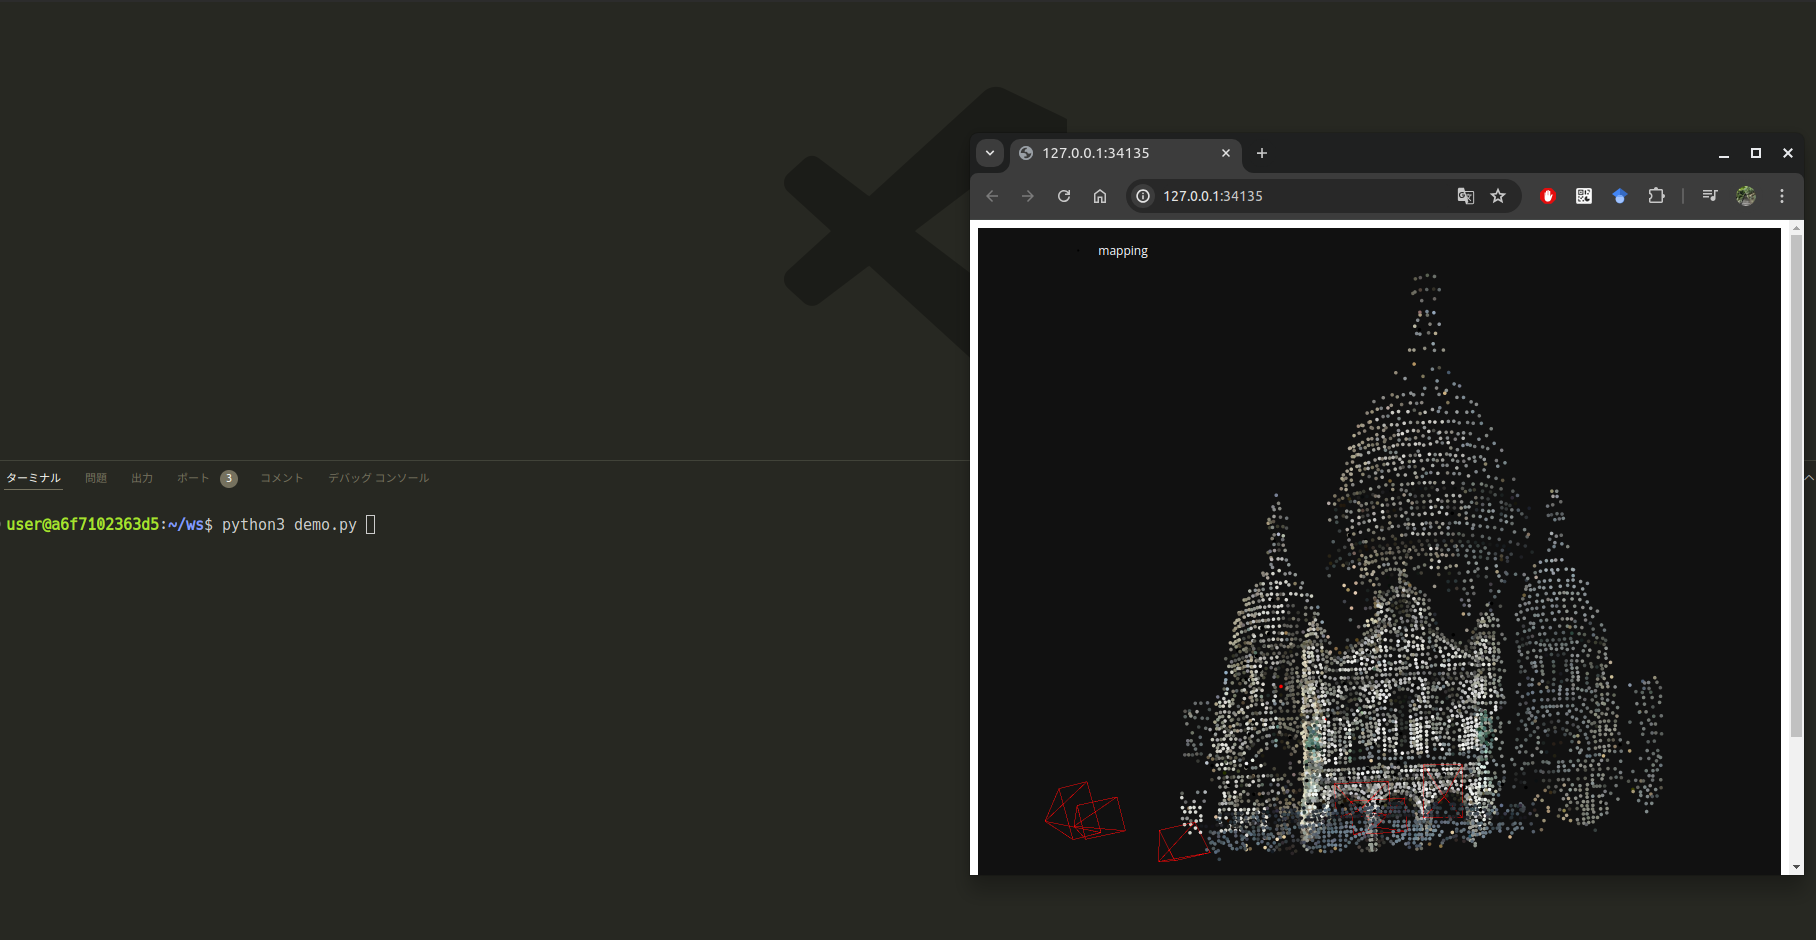 127.0.0.1:34135
127.0.0.1:34135
mapping
ターミナル 問題 出力 ポート 3 コメント デバッグ コンソール
user@a6f7102363d5:~/ws$ python3 demo.py